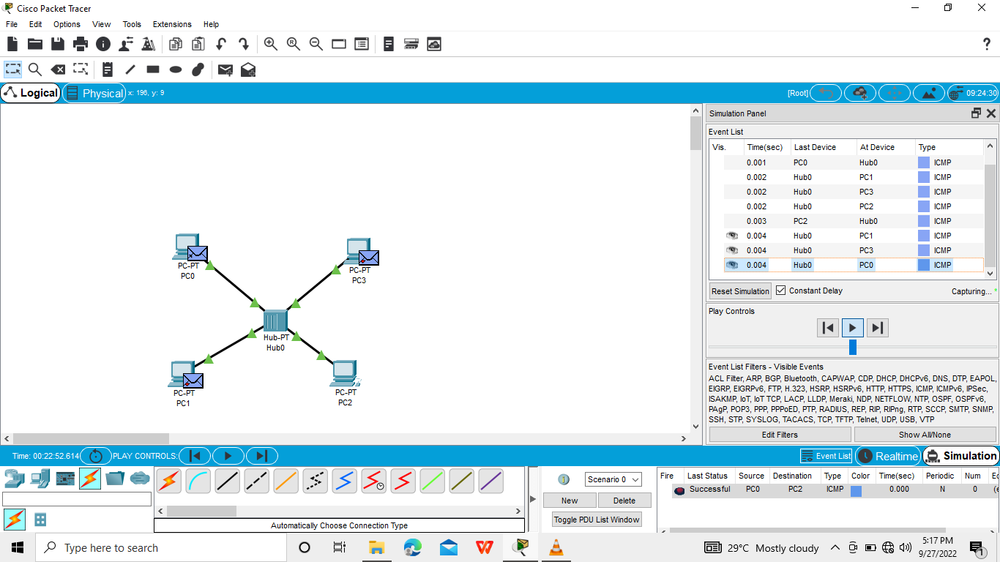 Cisco Packet Tracer
File Edit Options View Tools Extensions Help
?
Logical Physical x: 196, y: 9 [Root] 09:24:30
PC-PT
PC0
PC-PT
PC3
Hub-PT
Hub0
PC-PT
PC1
PC-PT
PC2
Simulation Panel
Event List
Vis. Time(sec) Last Device At Device Type
0.001 PC0 Hub0 ICMP
0.002 Hub0 PC1 ICMP
0.002 Hub0 PC3 ICMP
0.002 Hub0 PC2 ICMP
0.003 PC2 Hub0 ICMP
0.004 Hub0 PC1 ICMP
0.004 Hub0 PC3 ICMP
0.004 Hub0 PC0 ICMP
Reset Simulation Constant Delay Capturing... *
Play Controls
Event List Filters - Visible Events
ACL Filter, ARP, BGP, Bluetooth, CAPWAP, CDP, DHCP, DHCPv6, DNS, DTP, EAPOL,
EIGRP, EIGRPv6, FTP, H.323, HSRP, HSRPv6, HTTP, HTTPS, ICMP, ICMPv6, IPSec,
ISAKMP, IoT, IoT TCP, LACP, LLDP, Meraki, NDP, NETFLOW, NTP, OSPF, OSPFv6,
PAgP, POP3, PPP, PPPoED, PTP, RADIUS, REP, RIP, RIPng, RTP, SCCP, SMTP, SNMP,
SSH, STP, SYSLOG, TACACS, TCP, TFTP, Telnet, UDP, USB, VTP
Edit Filters Show All/None
Time: 00:22:52.614 PLAY CONTROLS: Event List Realtime Simulation
Automatically Choose Connection Type
Scenario 0
New Delete
Toggle PDU List Window
Fire Last Status Source Destination Type Color Time(sec) Periodic Num Ec
Successful PC0 PC2 ICMP 0.000 N 0 (e
Type here to search
29°C Mostly cloudy
5:17 PM
9/27/2022
1